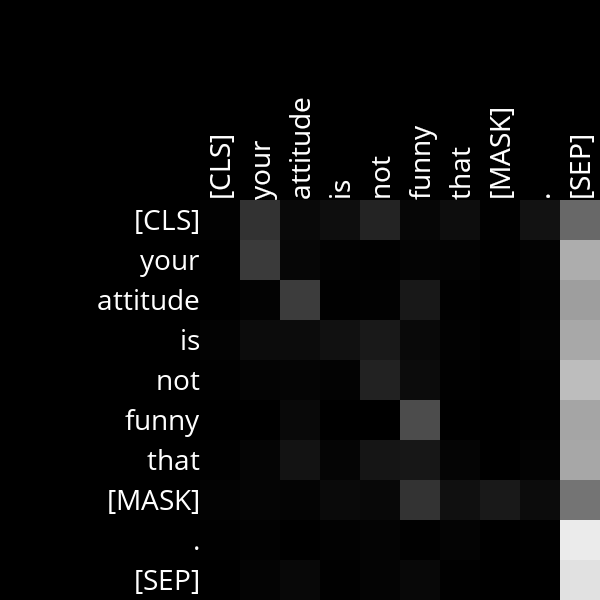 [CLS]
your
attitude
is
not
funny
that
[MASK]
.
[SEP]
[CLS]
your
attitude
is
not
funny
that
[MASK]
.
[SEP]